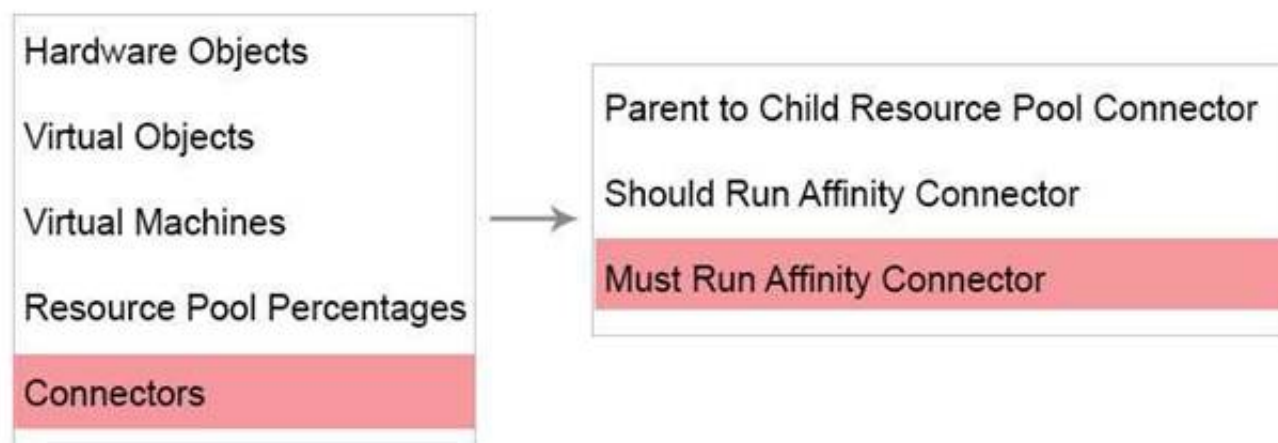 Hardware Objects
Virtual Objects
Virtual Machines
Resource Pool Percentages
Connectors
Parent to Child Resource Pool Connector
Should Run Affinity Connector
Must Run Affinity Connector